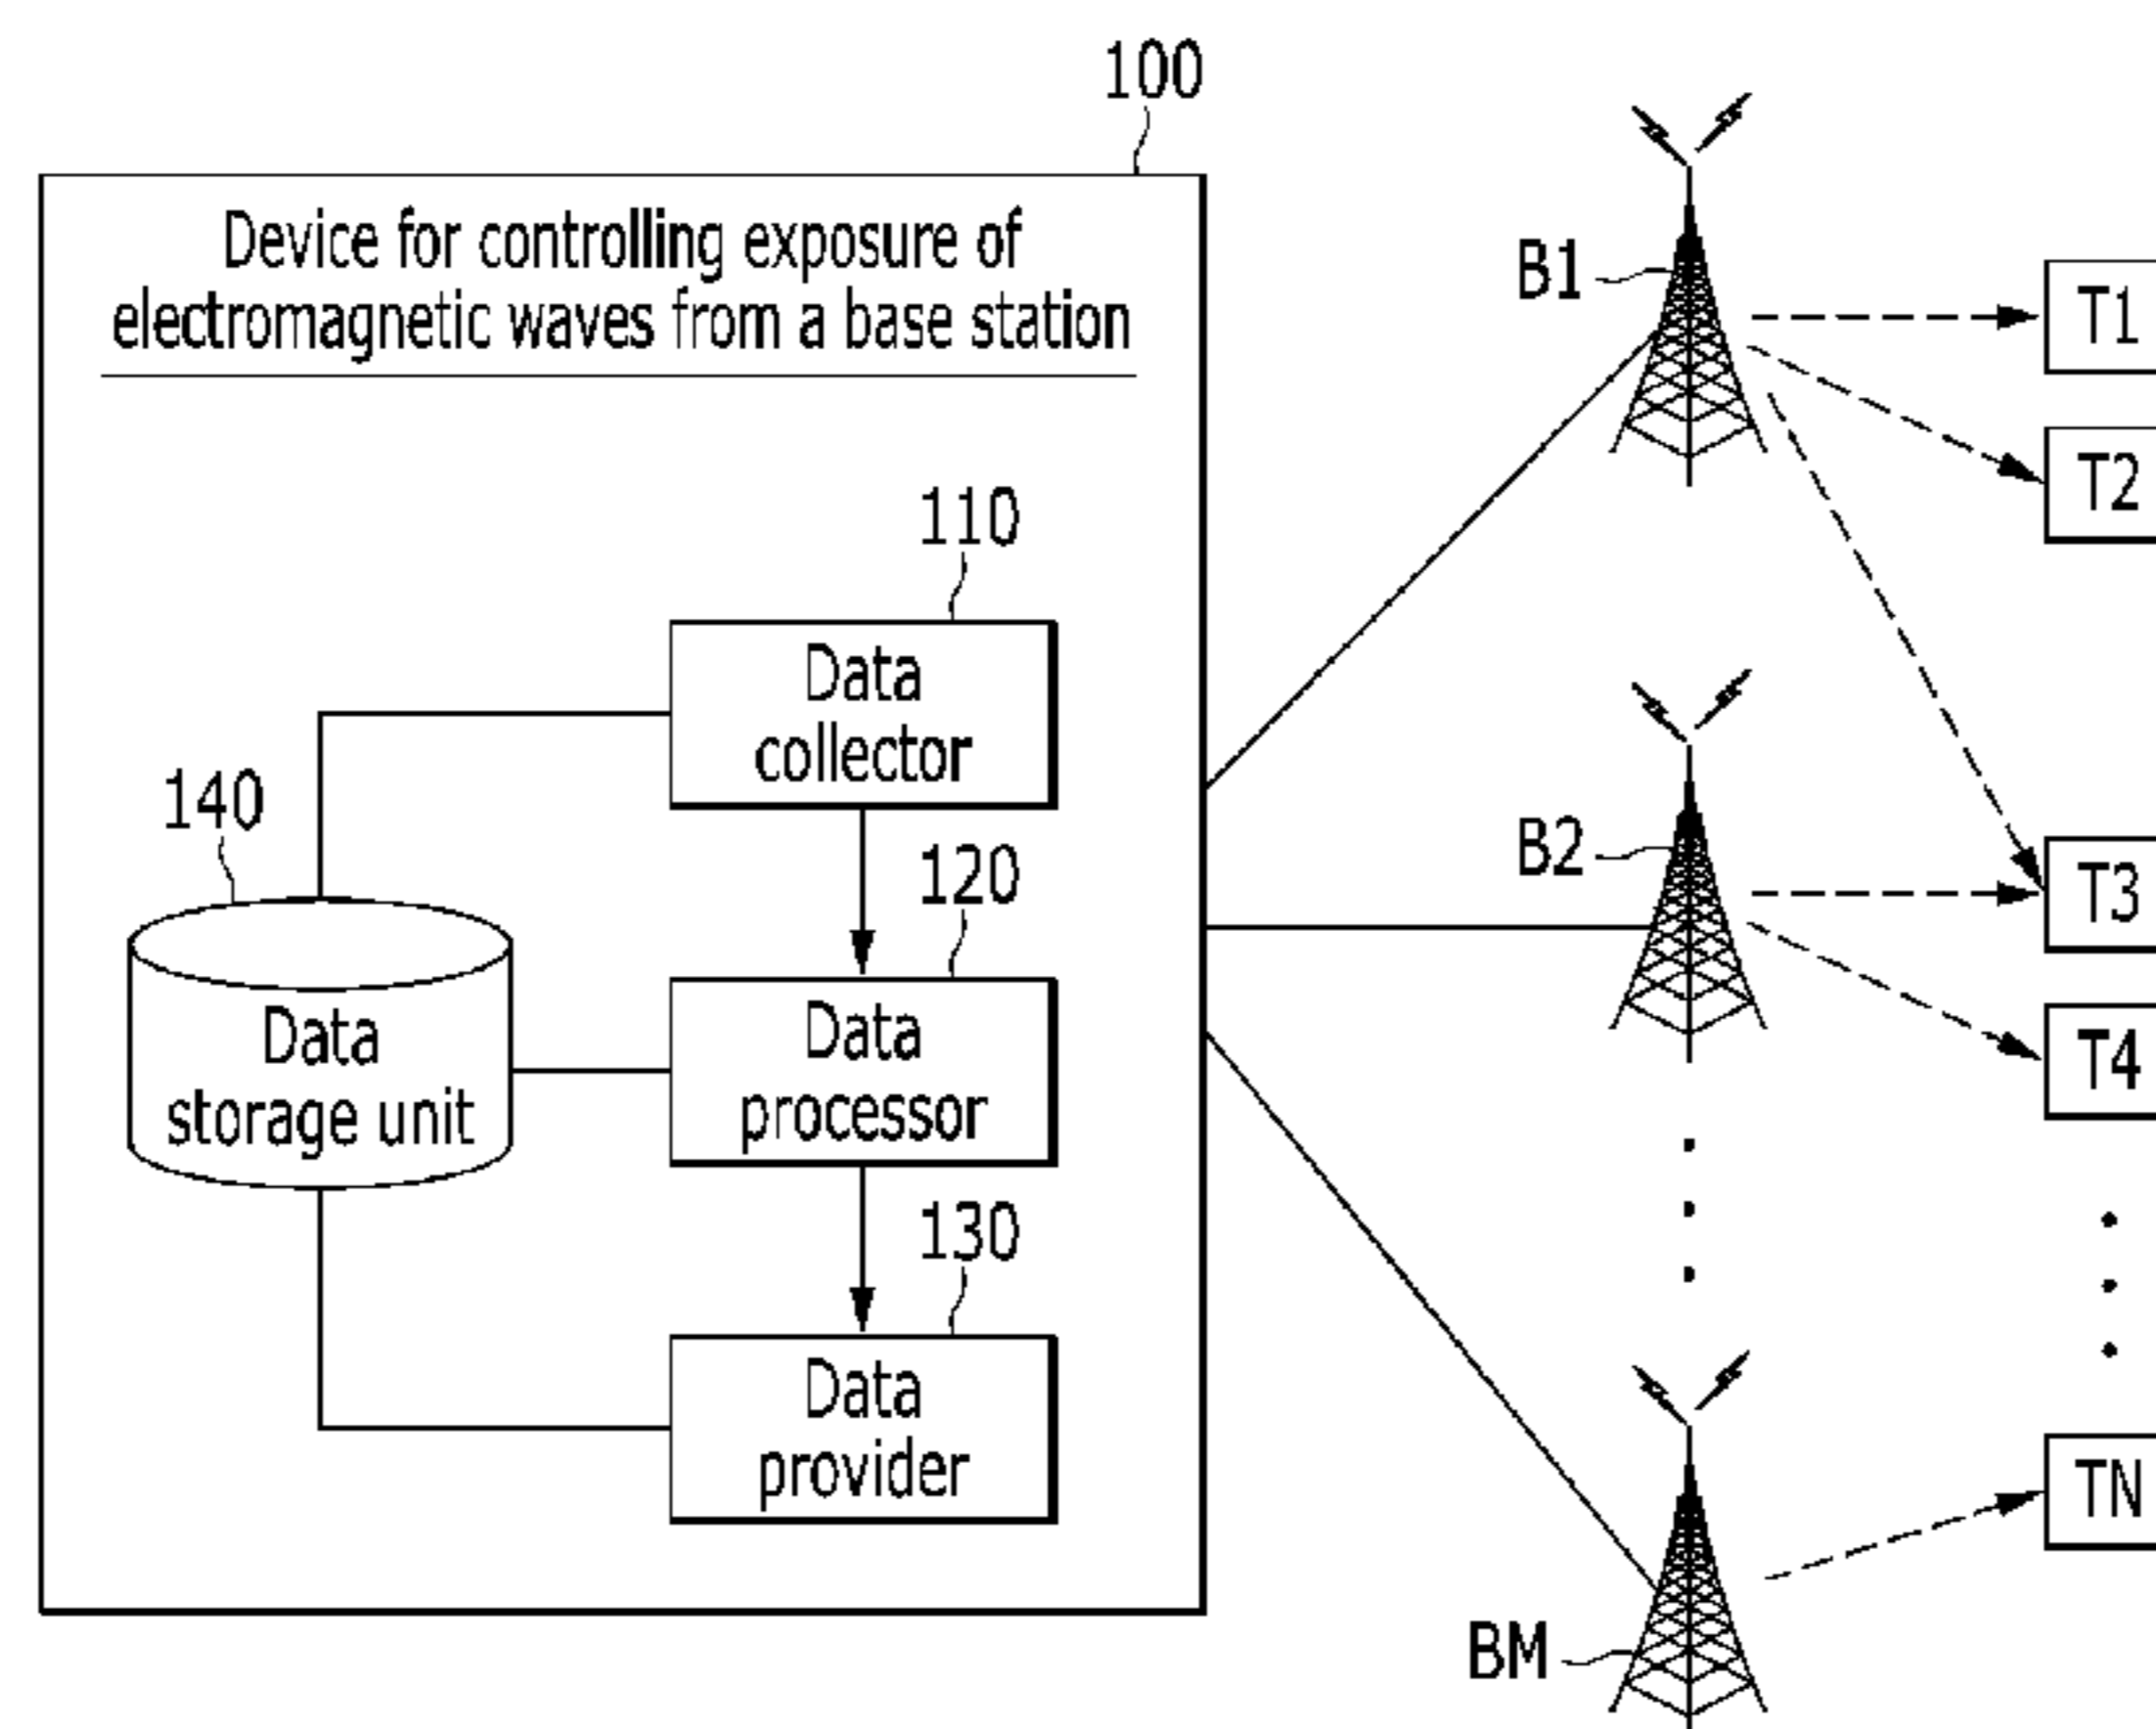 100
Device for controlling exposure of
electromagnetic waves from a base station
110
Data
collector
140
Data
storage unit
120
Data
processor
130
Data
provider
B1
T1
T2
B2
T3
T4
BM
TN